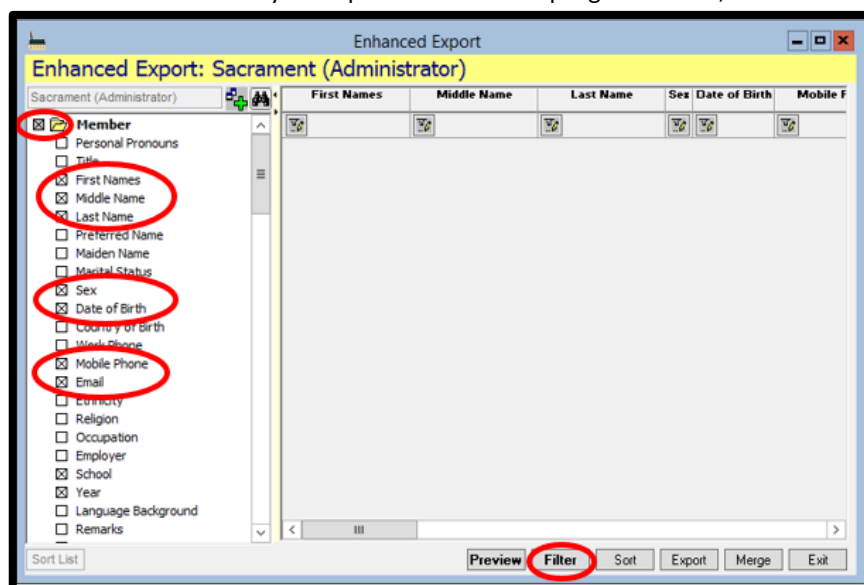 Enhanced Export
Enhanced Export: Sacrament (Administrator)
Sacrament (Administrator)
First Names Middle Name Last Name Sex Date of Birth Mobile
Member
Personal Pronouns
Title
First Names
Middle Name
Last Name
Preferred Name
Maiden Name
Marital Status
Sex
Date of Birth
Country of Birth
Work Phone
Mobile Phone
Email
Ethnicity
Religion
Occupation
Employer
School
Year
Language Background
Remarks
Sort List Preview Filter Sort Export Merge Exit